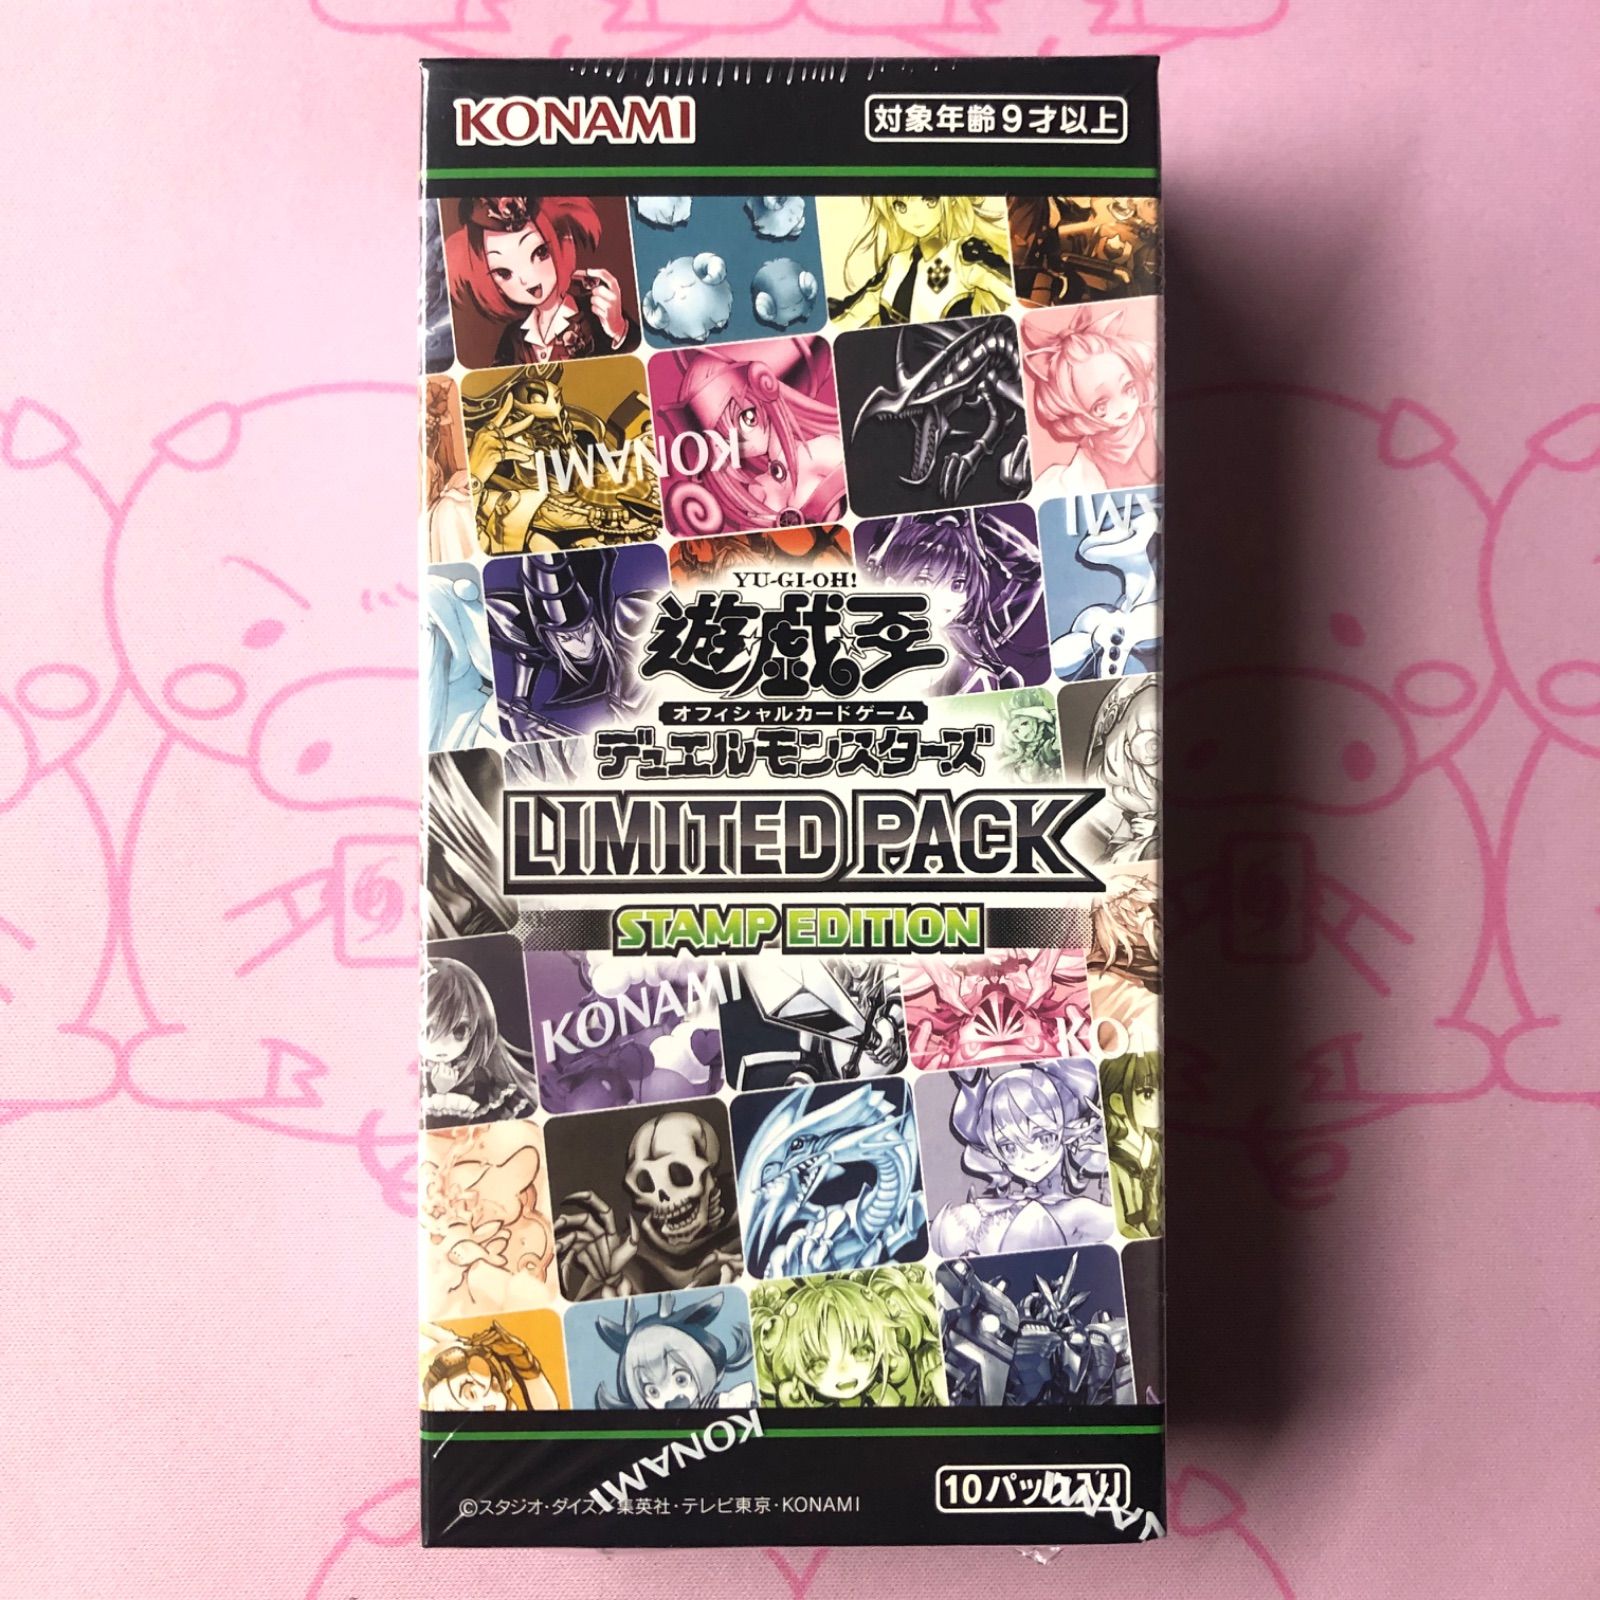 KONAMI
対象年齢9才以上
KONAMI
YU-GI-OH!
遊戯王
オフィシャルカードゲーム
デュエルモンスターズ
LIMITED PACK
STAMP EDITION
KONAMI
KONAMI
©スタジオ・ダイス/集英社・テレビ東京・KONAMI
10パック入り